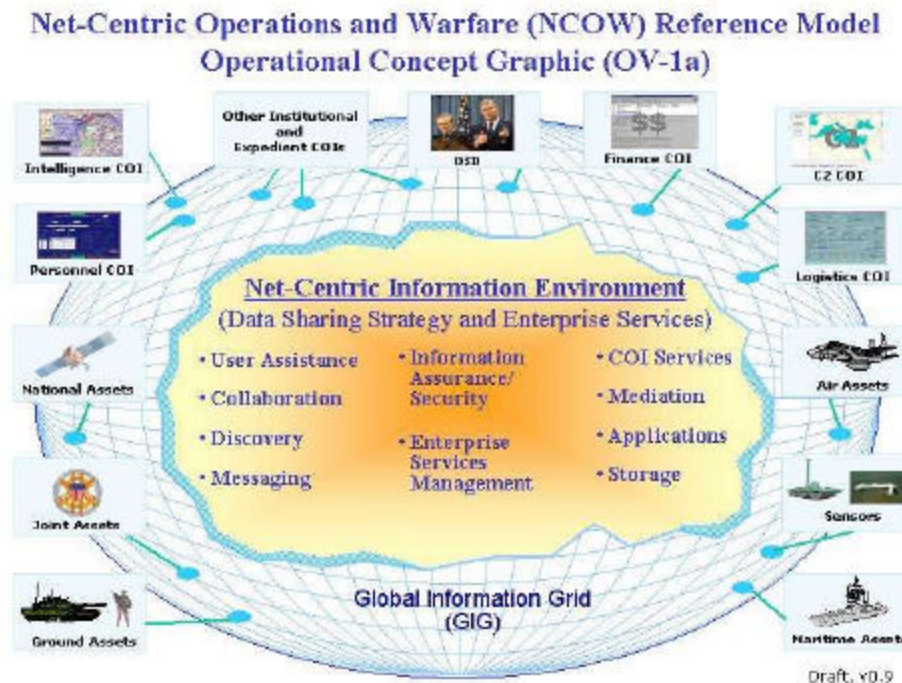 Net-Centric Operations and Warfare (NCOW) Reference Model
Operational Concept Graphic (OV-1a)
Intelligence COI
Other Institutional
and
Expedient COIs
OSD
$$
Finance COI
C2 COI
Personnel COI
Logistics COI
Net-Centric Information Environment
(Data Sharing Strategy and Enterprise Services)
• User Assistance
• Collaboration
• Discovery
• Messaging
• Information
Assurance/
Security
• Enterprise
Services
Management
• COI Services
• Mediation
• Applications
• Storage
National Assets
Air Assets
Joint Assets
Sensors
Ground Assets
Maritime Assets
Global Information Grid
(GIG)
Draft, v0.9